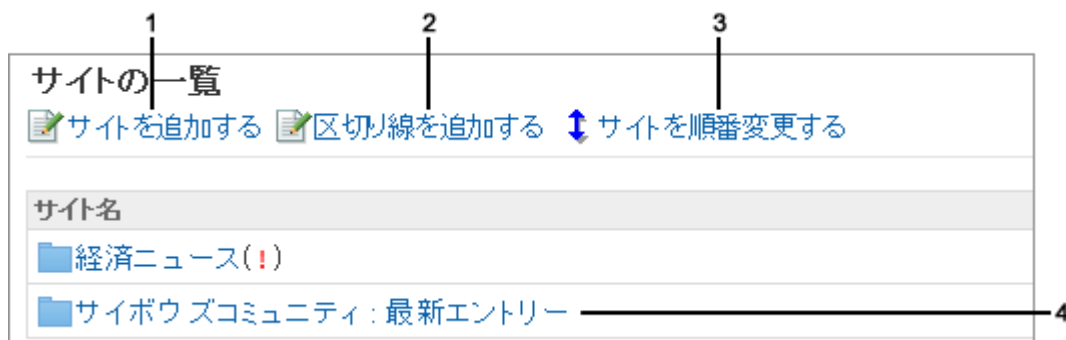 1 2 3
サイトの一覧
サイトを追加する 区切り線を追加する サイトを順番変更する
サイト名
経済ニュース(!)
サイボウズコミュニティ : 最新エントリー 4